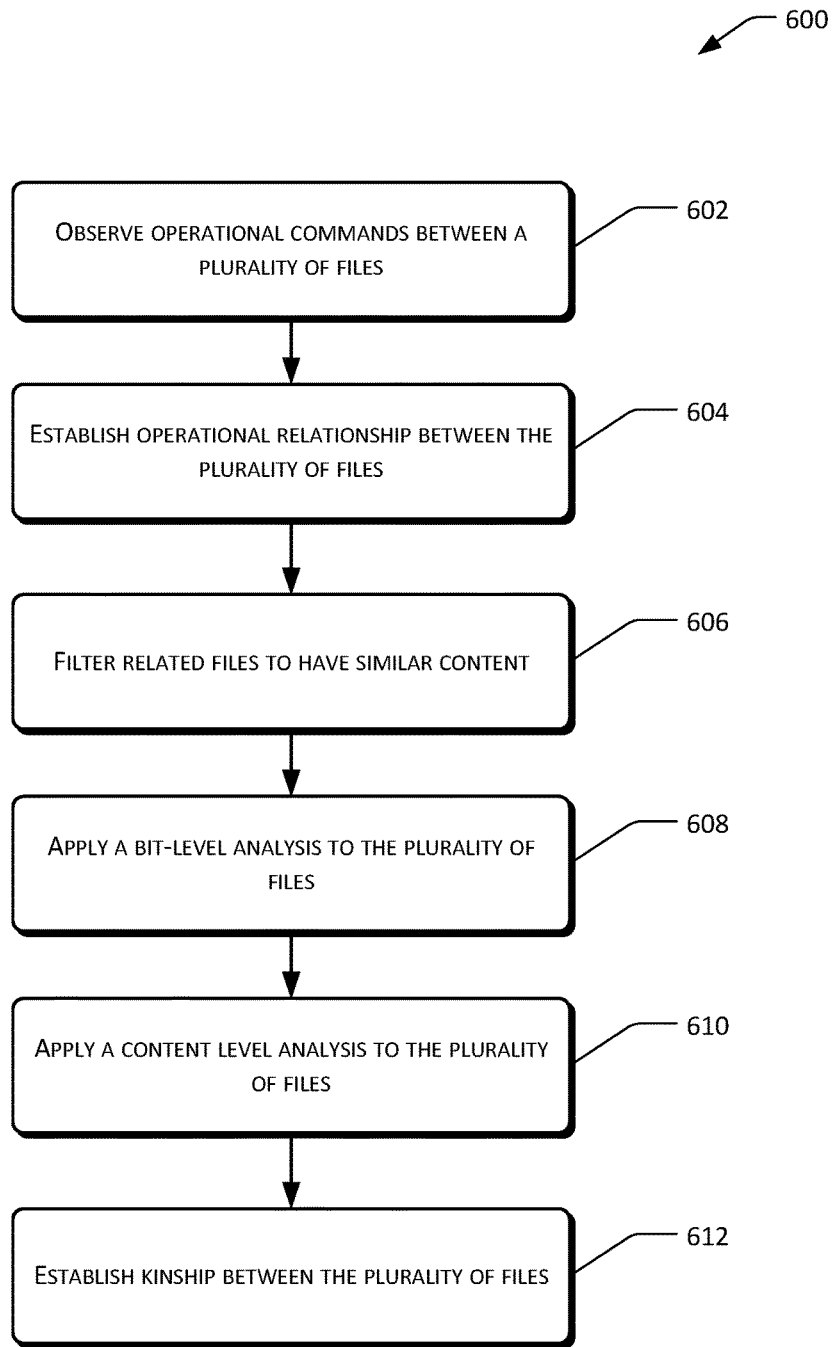 600
OBSERVE OPERATIONAL COMMANDS BETWEEN A
PLURALITY OF FILES
602
ESTABLISH OPERATIONAL RELATIONSHIP BETWEEN THE
PLURALITY OF FILES
604
FILTER RELATED FILES TO HAVE SIMILAR CONTENT
606
APPLY A BIT-LEVEL ANALYSIS TO THE PLURALITY OF
FILES
608
APPLY A CONTENT LEVEL ANALYSIS TO THE PLURALITY
OF FILES
610
ESTABLISH KINSHIP BETWEEN THE PLURALITY OF FILES
612